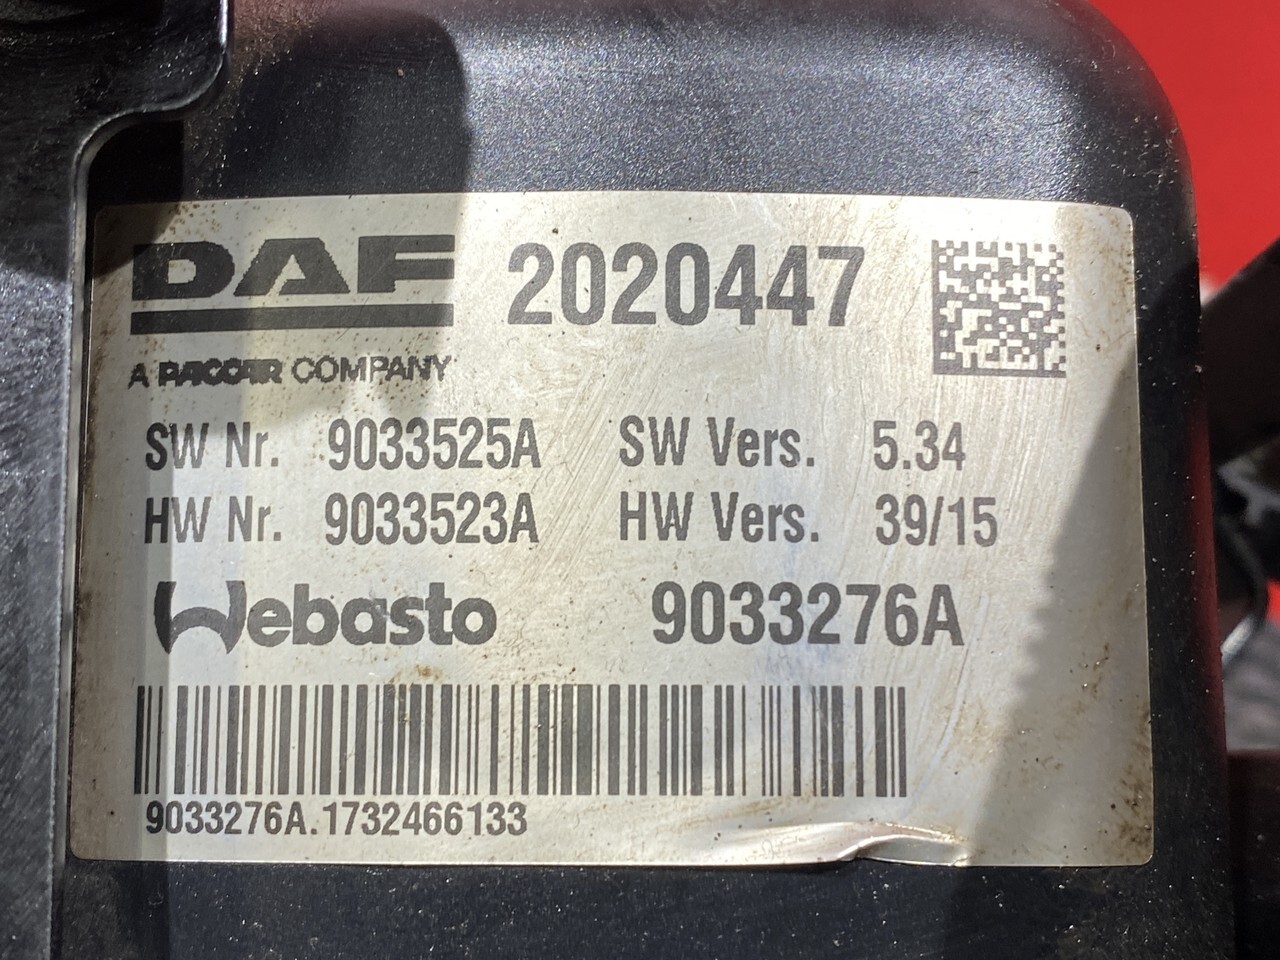 DAF 2020447
A PACCAR COMPANY
SW Nr. 9033525A SW Vers. 5.34
HW Nr. 9033523A HW Vers. 39/15
Webasto 9033276A
9033276A.1732466133